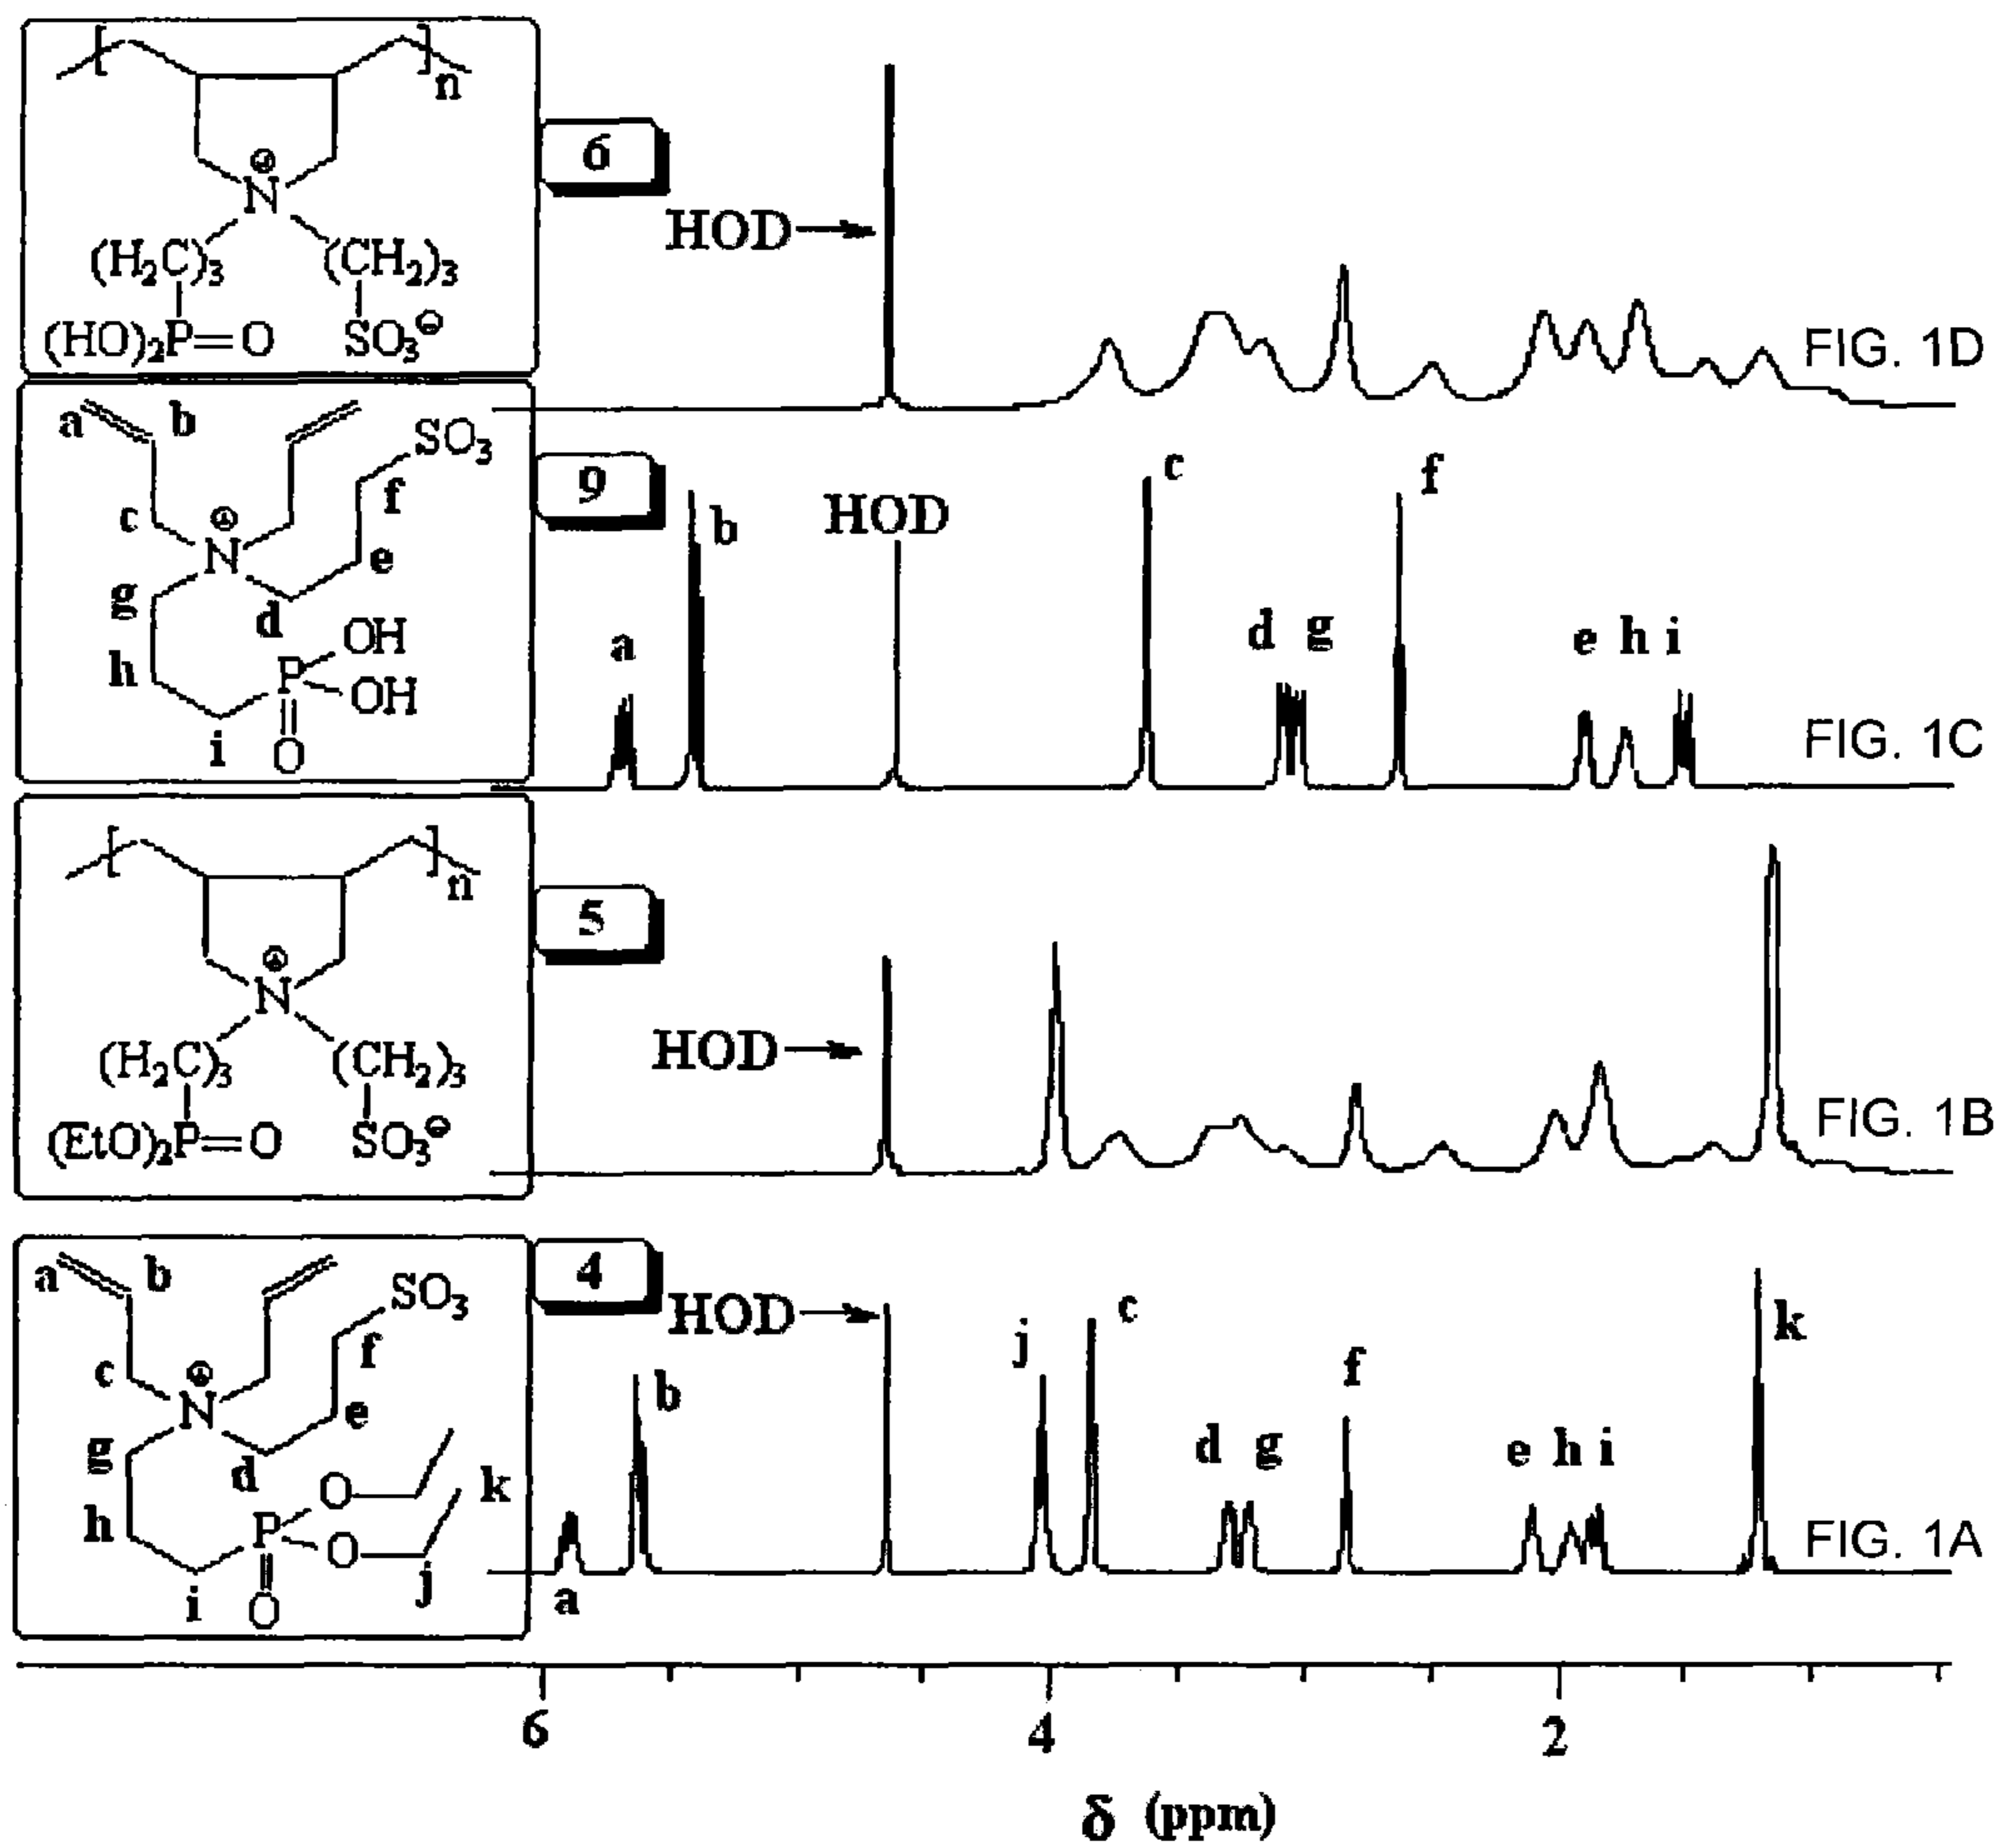 n
6
N
HOD
(H2C)3 (CH2)3
(HO)2P=O SO3⊖
FIG. 1D
a b SO3
f
9
c
N
e
g
d
OH
h
P
OH
i
O
a
b
HOD
c
d g
f
e h i
FIG. 1C
n
5
N
HOD
(H2C)3 (CH2)3
(EtO)2P=O SO3⊖
FIG. 1B
a b SO3
f
4
c
N
e
g
d
O
k
h
P
O
i
O
j
HOD
a
b
j
c
d g
f
e h i
k
FIG. 1A
6 4 2
δ (ppm)